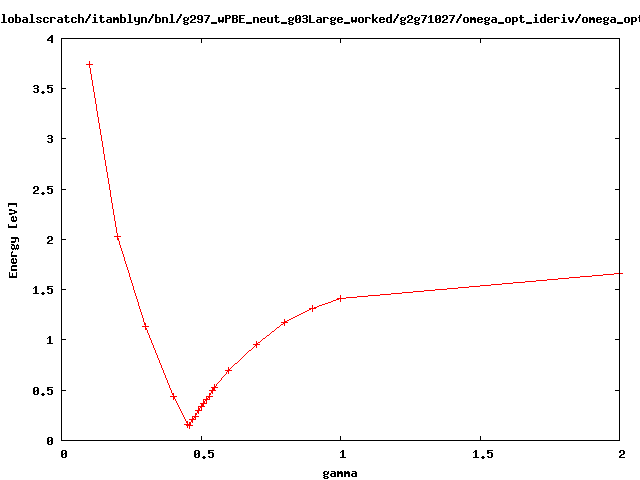 lobalscratch/itamblyn/bnl/g297_wPBE_neut_g03Large_worked/g2g71027/omega_opt_ideriv/omega_opt
4
3.5
3
2.5
2
1.5
1
0.5
0
Energy [eV]
0 0.5 1 1.5 2
gamma